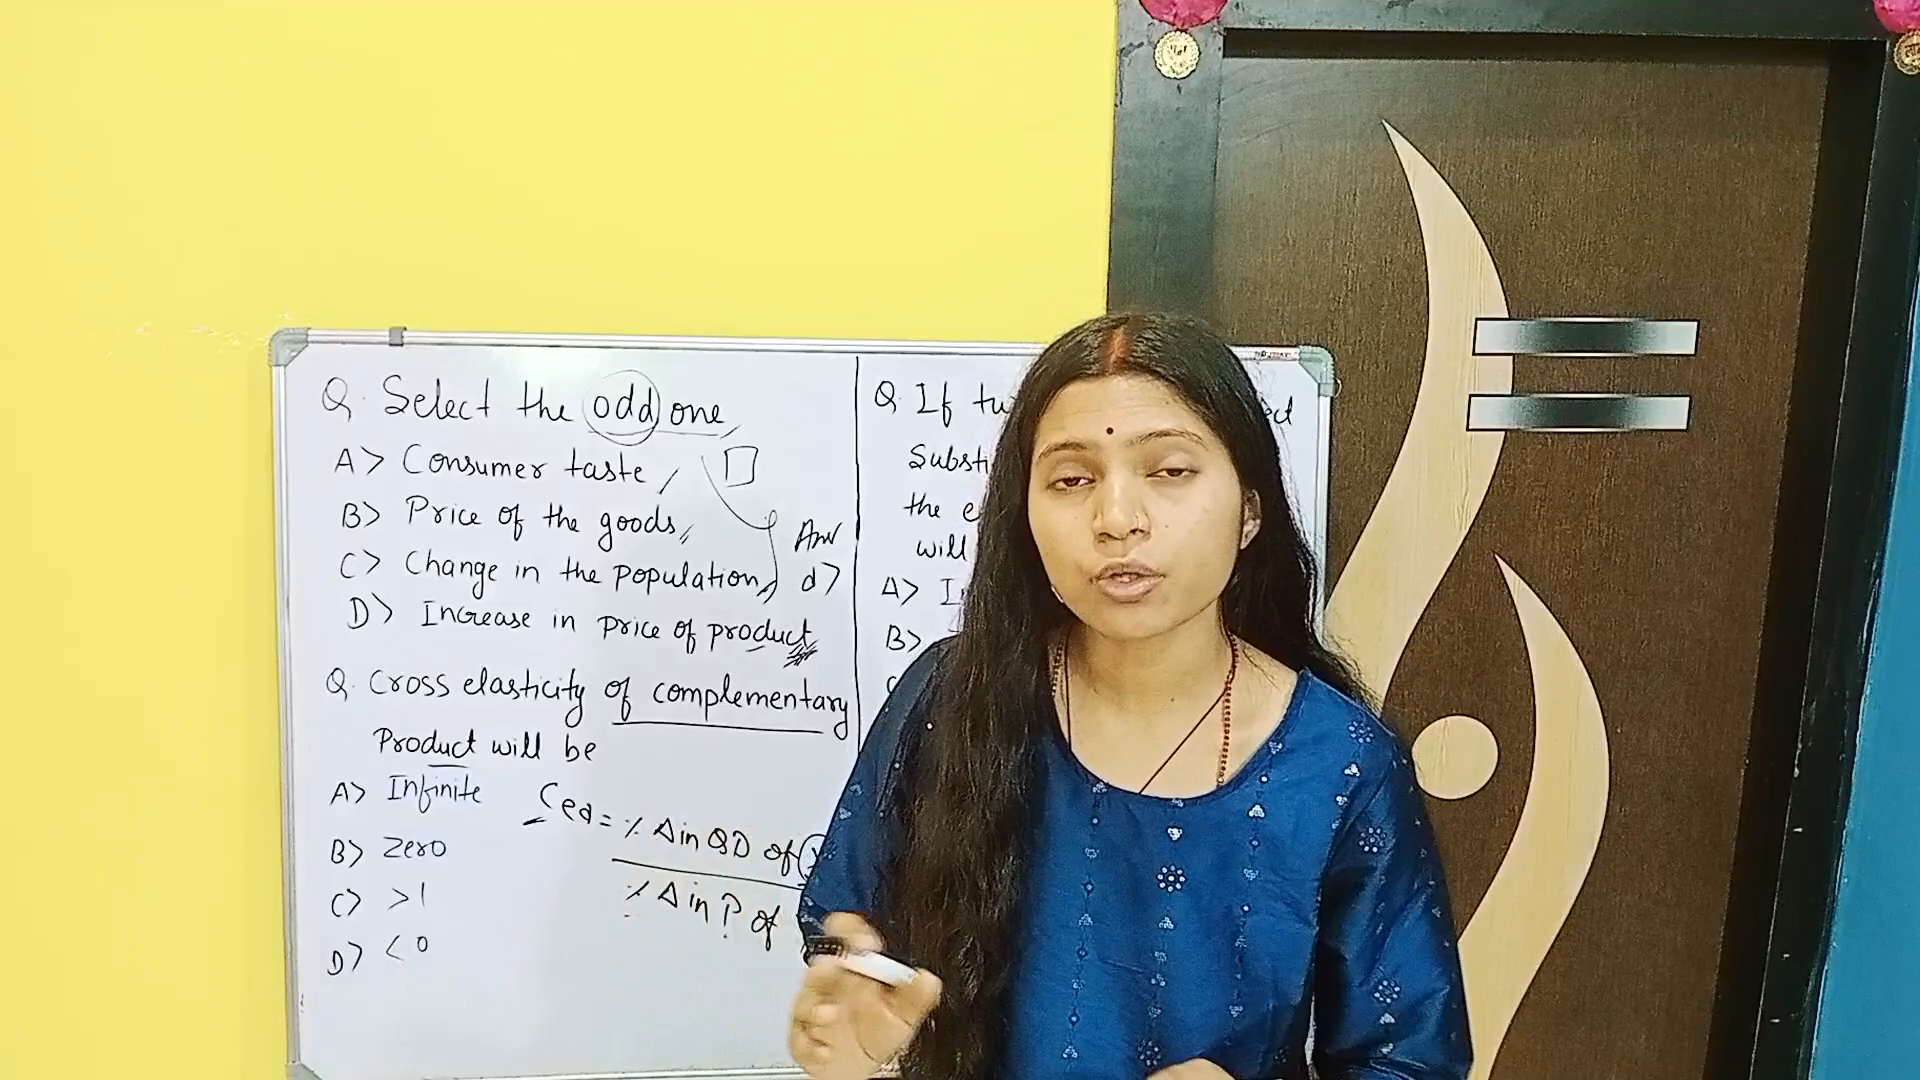 Q. Select the odd one
A> Consumer taste
B> Price of the goods
C> Change in the population
D> Increase in price of product
Ans
d>
Q. Cross elasticity of complementary
Product will be
A> Infinite
B> Zero
C> >1
D> <0
Ced = % Δ in QD of
% Δ in P of
Q. If
the
will
A>
B>